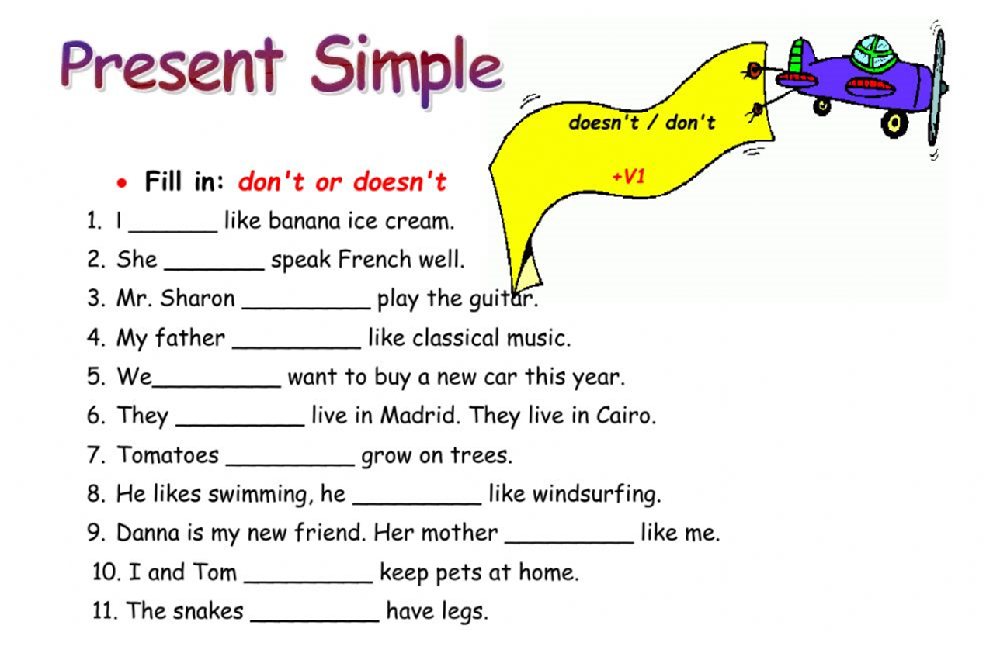 Present Simple
doesn't / don't
+V1
• Fill in: don't or doesn't
1. I _______ like banana ice cream.
2. She ________ speak French well.
3. Mr. Sharon __________ play the guitar.
4. My father __________ like classical music.
5. We__________ want to buy a new car this year.
6. They __________ live in Madrid. They live in Cairo.
7. Tomatoes __________ grow on trees.
8. He likes swimming, he __________ like windsurfing.
9. Danna is my new friend. Her mother __________ like me.
10. I and Tom __________ keep pets at home.
11. The snakes __________ have legs.